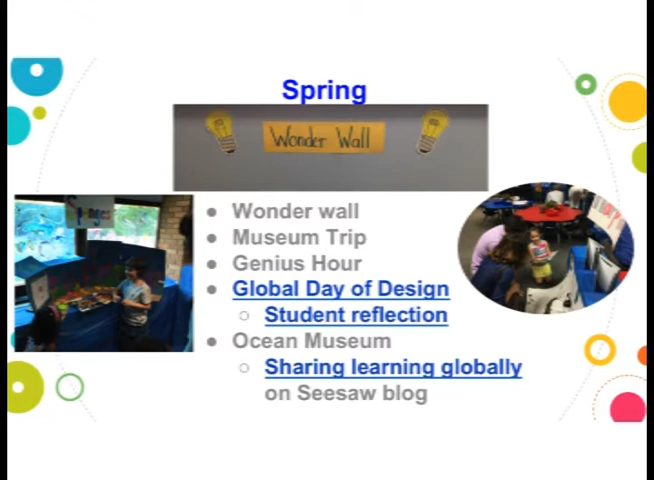 Spring
Wonder Wall
Sponges
Wonder wall
Museum Trip
Genius Hour
Global Day of Design
Student reflection
Ocean Museum
Sharing learning globally
on Seesaw blog